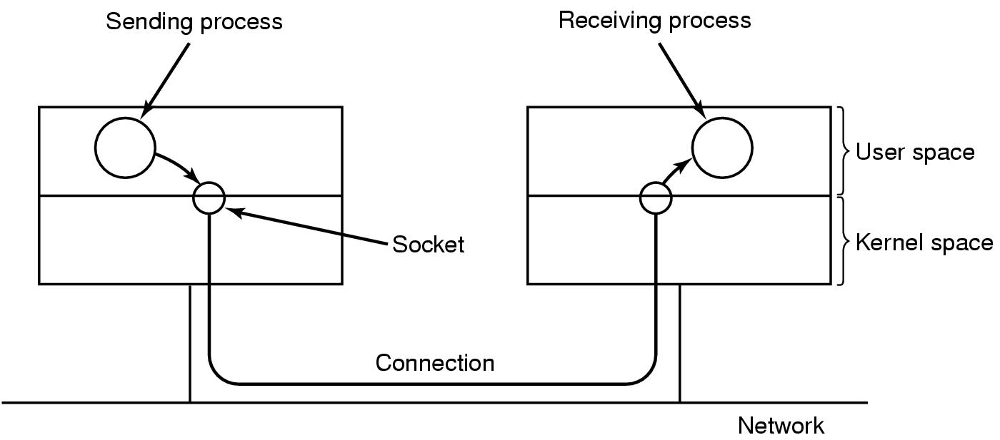 Sending process
Receiving process
User space
Socket
Kernel space
Connection
Network